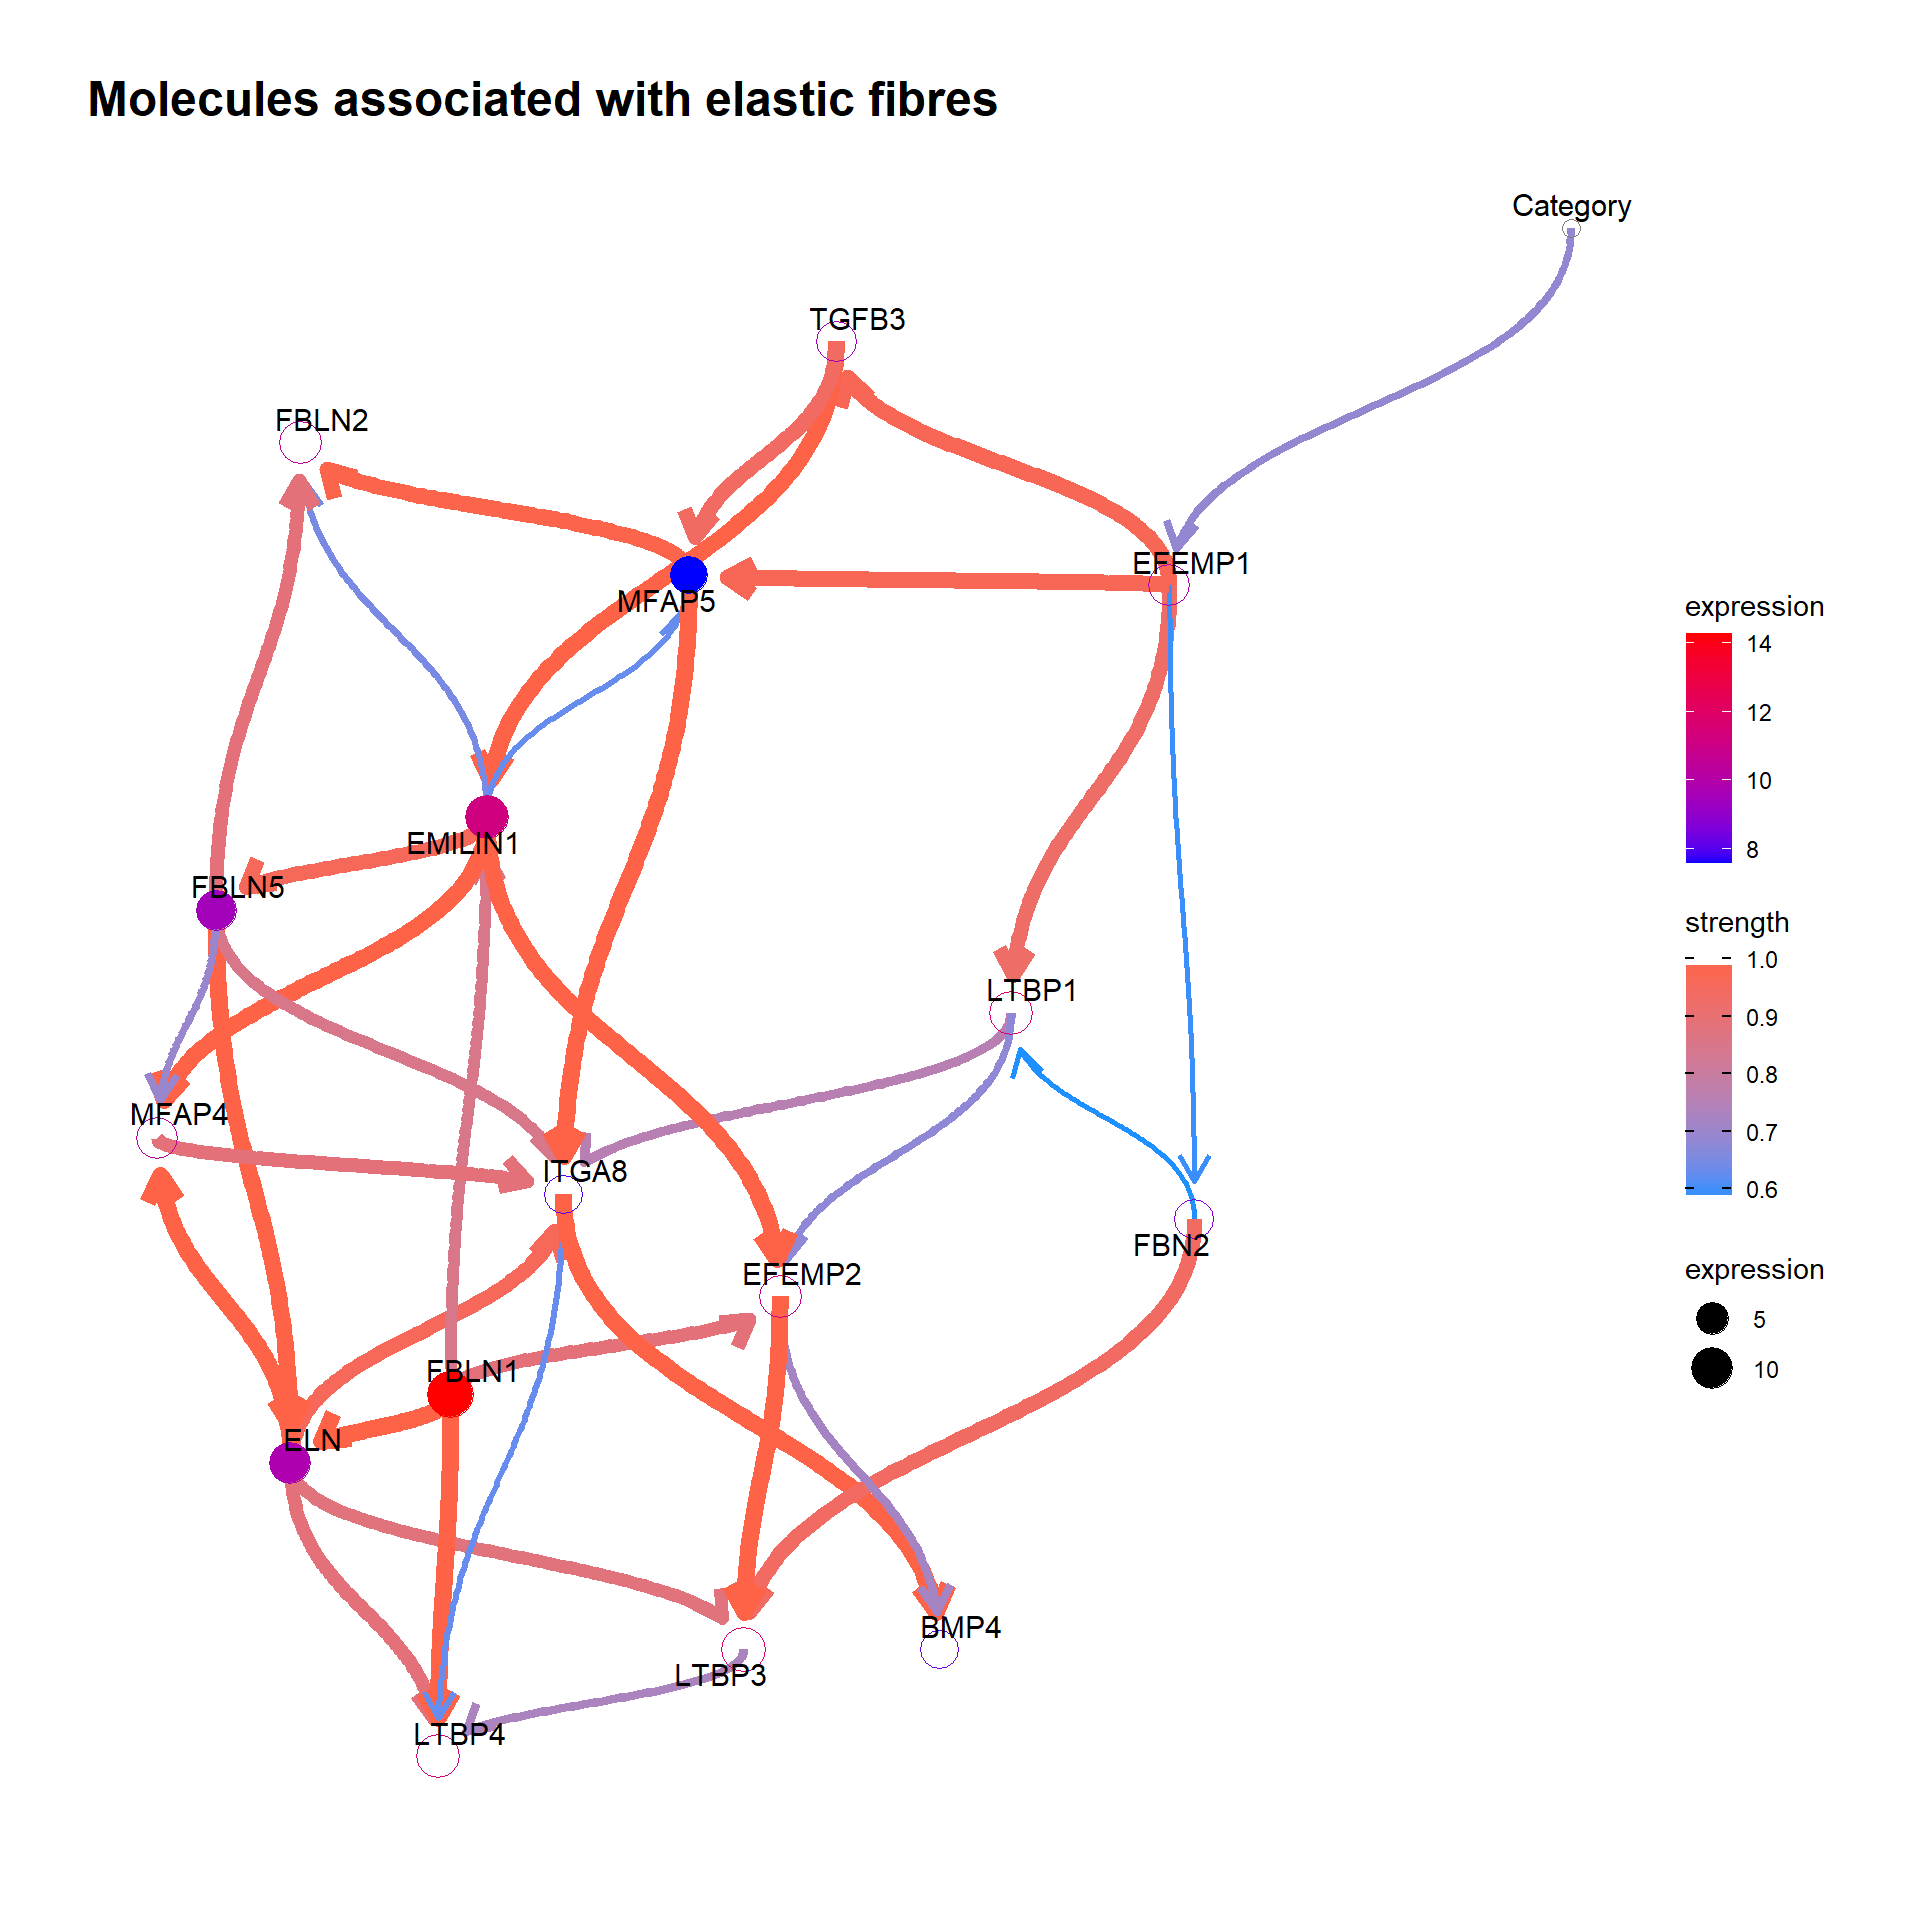 Molecules associated with elastic fibres
Category
TGFB3
FBLN2
EFEMP1
MFAP5
EMILIN1
FBLN5
LTBP1
MFAP4
ITGA8
FBN2
EFEMP2
FBLN1
ELN
BMP4
LTBP3
LTBP4
expression
14
12
10
8
strength
1.0
0.9
0.8
0.7
0.6
expression
5
10